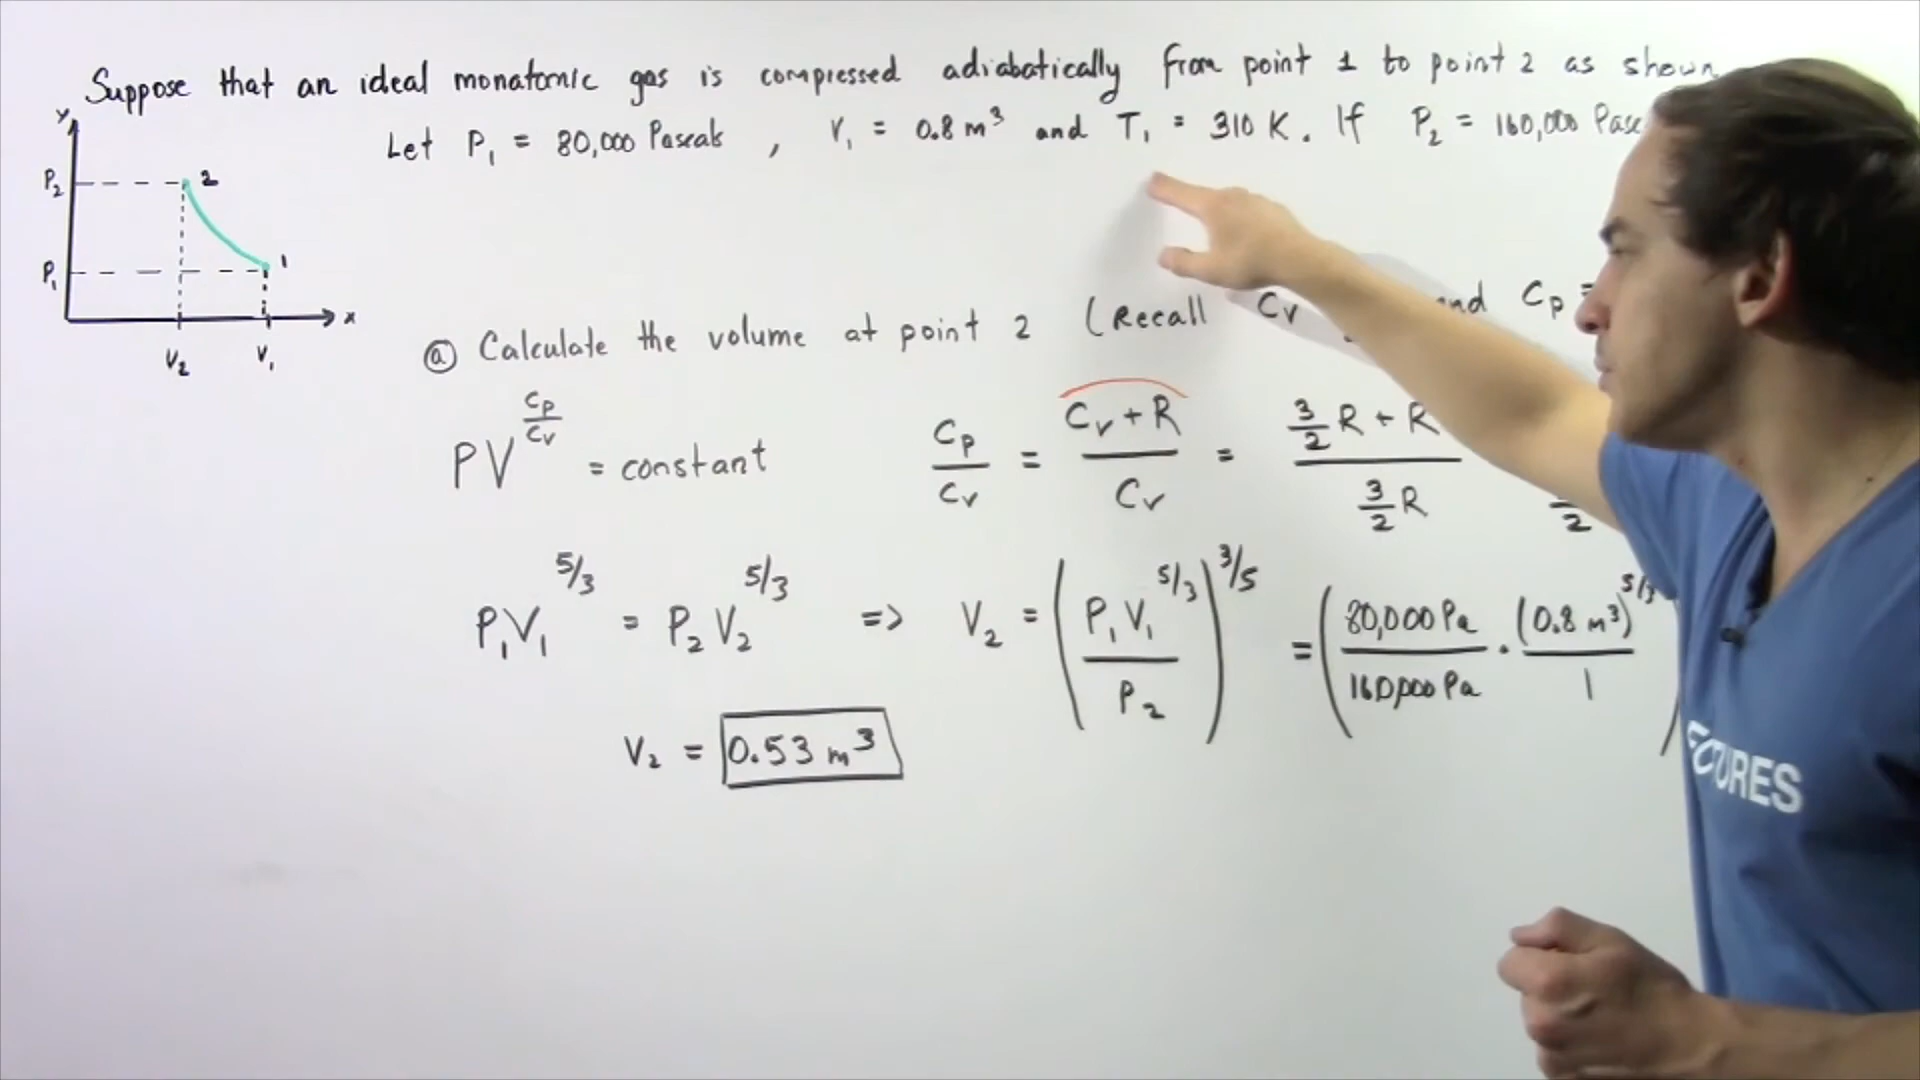 Suppose that an ideal monatomic gas is compressed adiabatically from point 1 to point 2 as shown
Let P₁ = 80,000 Pascals , V₁ = 0.8 m³ and T₁ = 310 K. If P₂ = 160,000
y
P₂
2
P₁
1
x
V₂ V₁
ⓐ Calculate the volume at point 2 (Recall Cv and Cp =
PV^(Cp/Cv) = constant
Cp/Cv = (Cv + R)/Cv = (3/2 R + R)/(3/2 R)
P₁V₁^(5/3) = P₂V₂^(5/3) => V₂ = (P₁V₁^(5/3)/P₂)^(3/5) = (80,000 Pa/160,000 Pa · (0.8 m³)^(5/3)/1)
V₂ = 0.53 m³